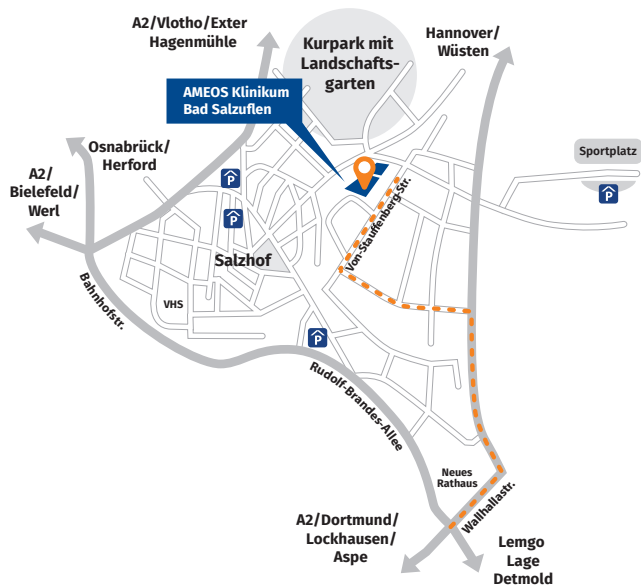 A2/Vlotho/Exter
Hagenmühle
Kurpark mit
Landschafts-
garten
Hannover/
Wüsten
AMEOS Klinikum
Bad Salzuflen
Osnabrück/
Herford
Sportplatz
A2/
Bielefeld/
Werl
P
P
P
Von-Stauffenberg-Str.
Salzhof
Bahnhofstr.
VHS
P
Rudolf-Brandes-Allee
Neues
Rathaus
Wallhallastr.
A2/Dortmund/
Lockhausen/
Aspe
Lemgo
Lage
Detmold